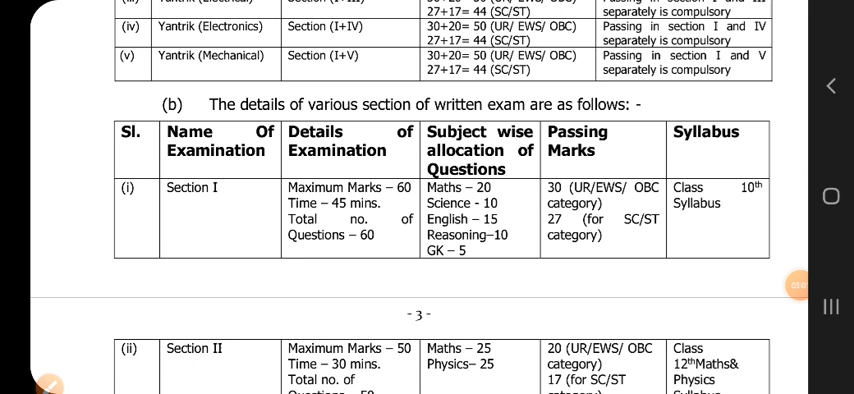 27+17= 44 (SC/ST) separately is compulsory
(iv) Yantrik (Electronics) Section (I+IV) 30+20= 50 (UR/ EWS/ OBC) Passing in section I and IV
27+17= 44 (SC/ST) separately is compulsory
(v) Yantrik (Mechanical) Section (I+V) 30+20= 50 (UR/ EWS/ OBC) Passing in section I and V
27+17= 44 (SC/ST) separately is compulsory
(b) The details of various section of written exam are as follows: -
Sl. Name Of Details of Subject wise Passing Syllabus
Examination Examination allocation of Marks
Questions
(i) Section I Maximum Marks – 60 Maths – 20 30 (UR/EWS/ OBC Class 10th
Time – 45 mins. Science - 10 category) Syllabus
Total no. of English – 15 27 (for SC/ST
Questions – 60 Reasoning–10 category)
GK – 5
- 3 -
(ii) Section II Maximum Marks – 50 Maths – 25 20 (UR/EWS/ OBC Class
Time – 30 mins. Physics– 25 category) 12thMaths&
Total no. of 17 (for SC/ST Physics